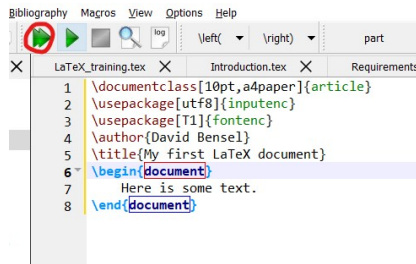 Bibliography Macros View Options Help
log \left( \right) part
LaTeX_training.tex Introduction.tex Requirements
1 \documentclass[10pt,a4paper]{article}
2 \usepackage[utf8]{inputenc}
3 \usepackage[T1]{fontenc}
4 \author{David Bensel}
5 \title{My first LaTeX document}
6 \begin{document}
7 Here is some text.
8 \end{document}